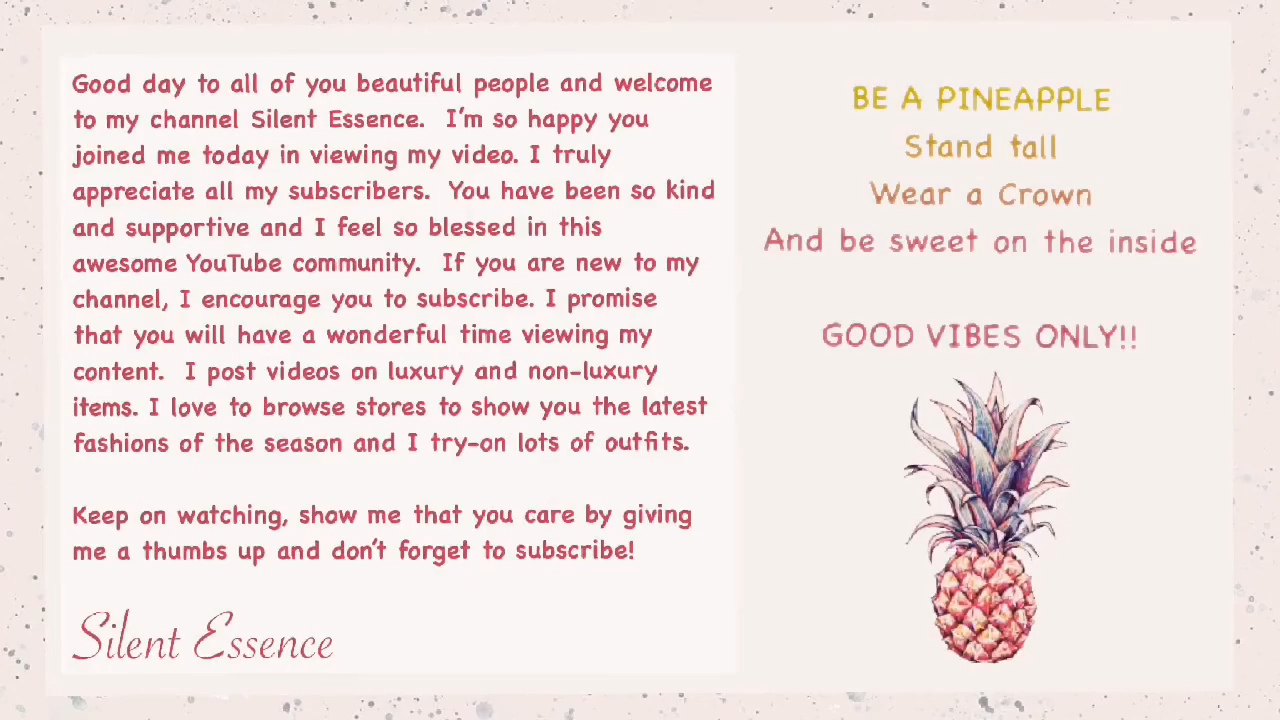 Good day to all of you beautiful people and welcome
to my channel Silent Essence. I'm so happy you
joined me today in viewing my video. I truly
appreciate all my subscribers. You have been so kind
and supportive and I feel so blessed in this
awesome YouTube community. If you are new to my
channel, I encourage you to subscribe. I promise
that you will have a wonderful time viewing my
content. I post videos on luxury and non-luxury
items. I love to browse stores to show you the latest
fashions of the season and I try-on lots of outfits.
Keep on watching, show me that you care by giving
me a thumbs up and don't forget to subscribe!
Silent Essence
BE A PINEAPPLE
Stand tall
Wear a Crown
And be sweet on the inside
GOOD VIBES ONLY!!